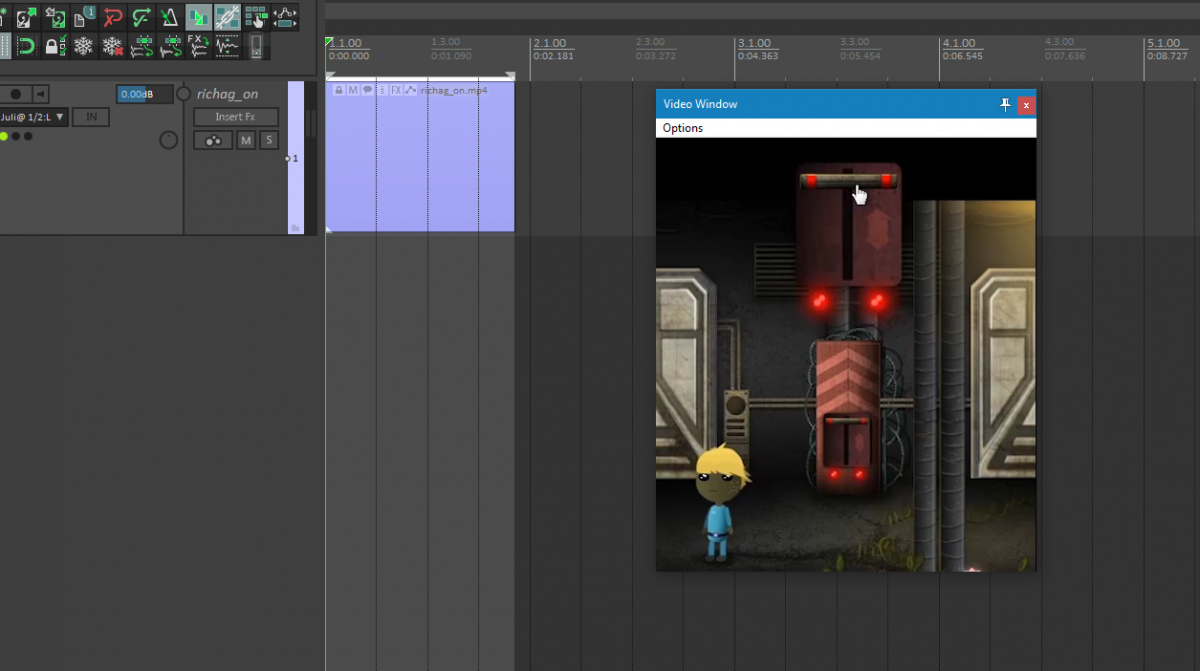 1.1.00 1.3.00 2.1.00 2.3.00 3.1.00 3.3.00 4.1.00 4.3.00 5.1.00
0:00.000 0:01.090 0:02.181 0:03.272 0:04.363 0:05.454 0:06.545 0:07.636 0:08.727
0.00dB richag_on
M i FX richag_on.mp4
Juli@ 1/2:L IN Insert Fx
M S
1
Video Window
Options